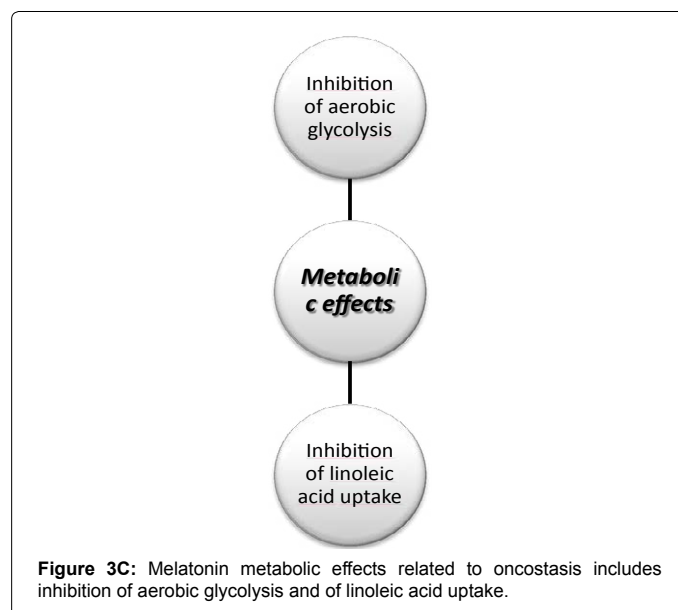 Inhibition
of aerobic
glycolysis
Metaboli
c effects
Inhibition
of linoleic
acid uptake
Figure 3C: Melatonin metabolic effects related to oncostasis includes
inhibition of aerobic glycolysis and of linoleic acid uptake.